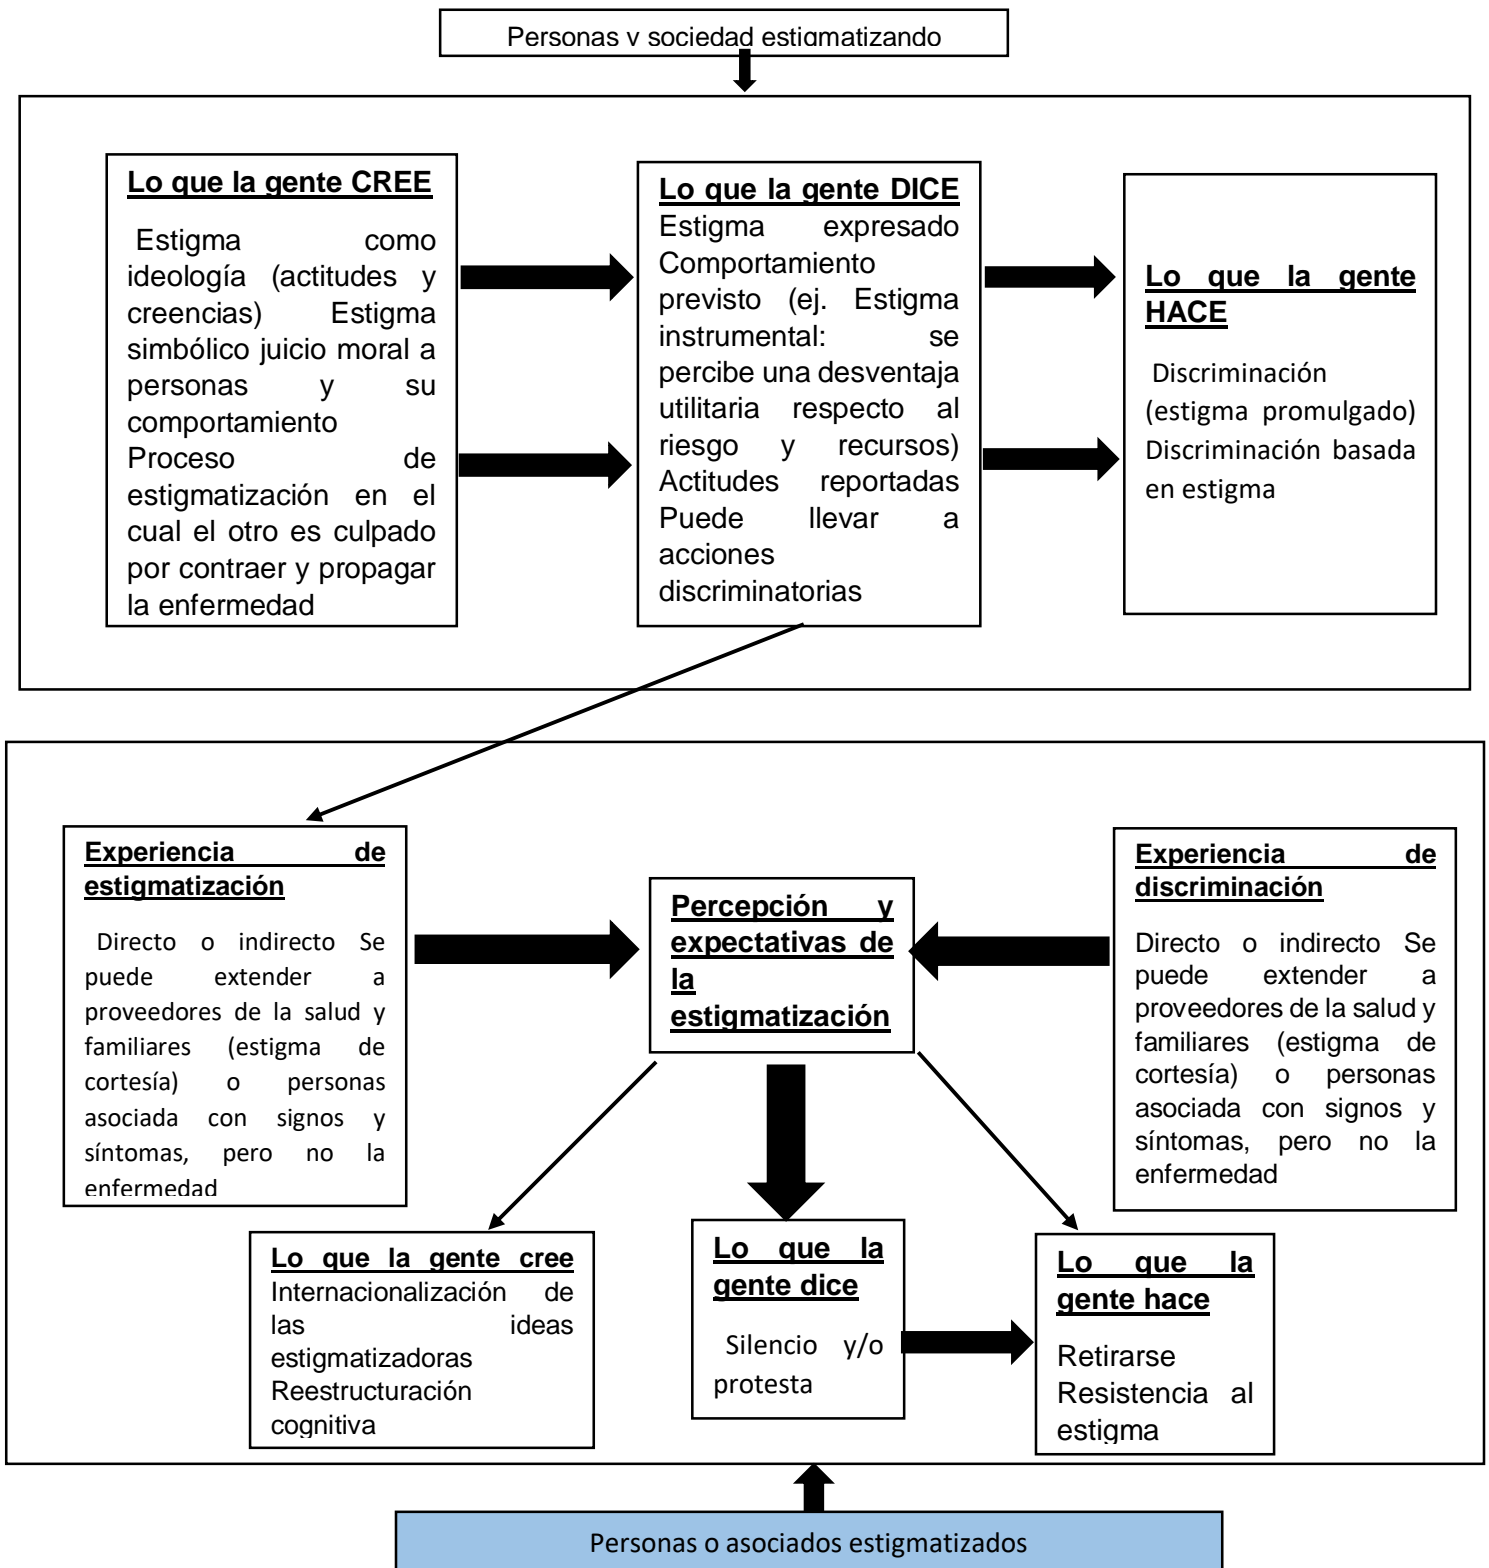 Personas y sociedad estigmatizando
Lo que la gente CREE
Estigma como
ideología (actitudes y
creencias) Estigma
simbólico juicio moral a
personas y su
comportamiento
Proceso de
estigmatización en el
cual el otro es culpado
por contraer y propagar
la enfermedad
Lo que la gente DICE
Estigma expresado
Comportamiento
previsto (ej. Estigma
instrumental: se
percibe una desventaja
utilitaria respecto al
riesgo y recursos)
Actitudes reportadas
Puede llevar a
acciones
discriminatorias
Lo que la gente
HACE
Discriminación
(estigma promulgado)
Discriminación basada
en estigma
Experiencia de
estigmatización
Directo o indirecto Se
puede extender a
proveedores de la salud y
familiares (estigma de
cortesía) o personas
asociada con signos y
síntomas, pero no la
enfermedad
Percepción y
expectativas de
la
estigmatización
Experiencia de
discriminación
Directo o indirecto Se
puede extender a
proveedores de la salud y
familiares (estigma de
cortesía) o personas
asociada con signos y
síntomas, pero no la
enfermedad
Lo que la gente cree
Internacionalización de
las ideas
estigmatizadoras
Reestructuración
cognitiva
Lo que la
gente dice
Silencio y/o
protesta
Lo que la
gente hace
Retirarse
Resistencia al
estigma
Personas o asociados estigmatizados